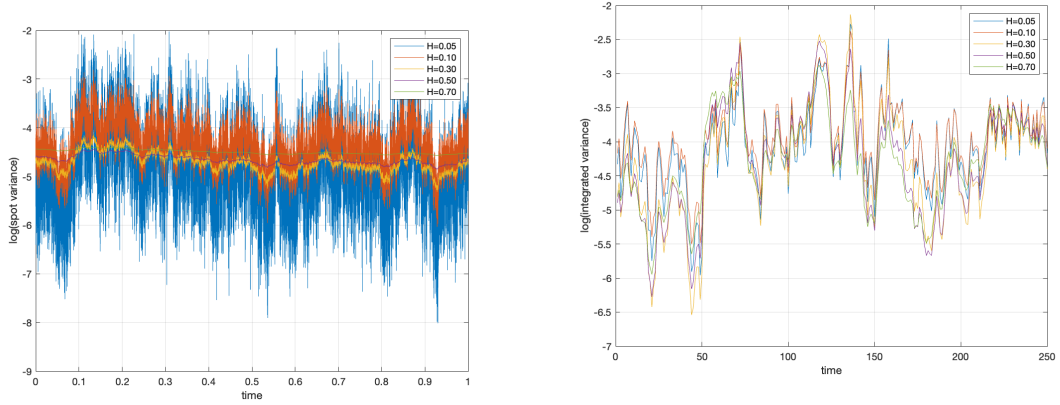 -2
-3
-4
-5
-6
-7
-8
-9
log(spot variance)
0
0.1
0.2
0.3
0.4
0.5
0.6
0.7
0.8
0.9
1
time
H=0.05
H=0.10
H=0.30
H=0.50
H=0.70
-2
-2.5
-3
-3.5
-4
-4.5
-5
-5.5
-6
-6.5
-7
log(integrated variance)
0
50
100
150
200
250
time
H=0.05
H=0.10
H=0.30
H=0.50
H=0.70